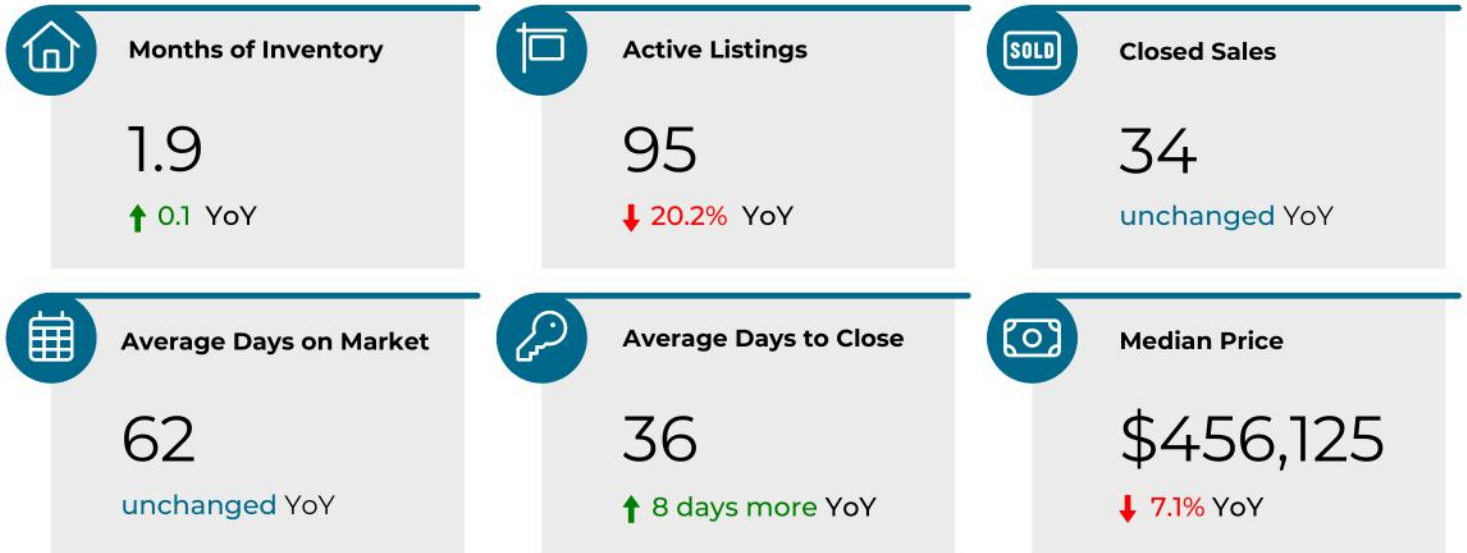 Months of Inventory
1.9
↑ 0.1 YoY
Active Listings
95
↓ 20.2% YoY
SOLD
Closed Sales
34
unchanged YoY
Average Days on Market
62
unchanged YoY
Average Days to Close
36
↑ 8 days more YoY
Median Price
$456,125
↓ 7.1% YoY